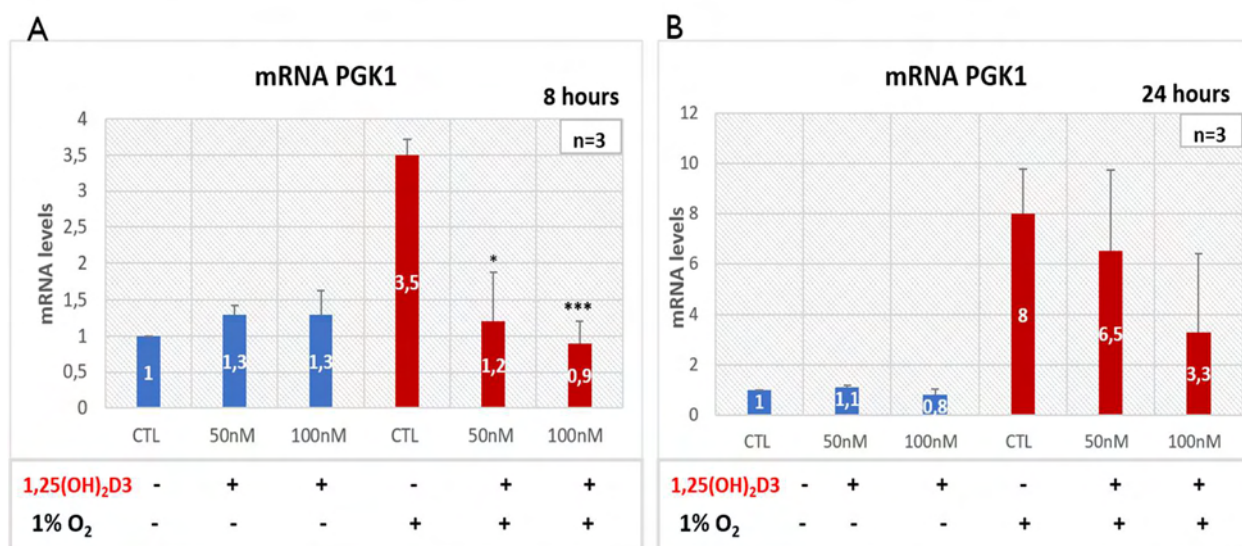 A
mRNA PGK1
8 hours
n=3
mRNA levels
4
3,5
3
2,5
2
1,5
1
0,5
0
1
1,3
1,3
3,5
*
1,2
***
0,9
CTL 50nM 100nM CTL 50nM 100nM
1,25(OH)₂D3 - + + - + +
1% O₂ - - - + + +
B
mRNA PGK1
24 hours
n=3
mRNA levels
12
10
8
6
4
2
0
1
1,1
0,8
8
6,5
3,3
CTL 50nM 100nM CTL 50nM 100nM
1,25(OH)₂D3 - + + - + +
1% O₂ - - - + + +